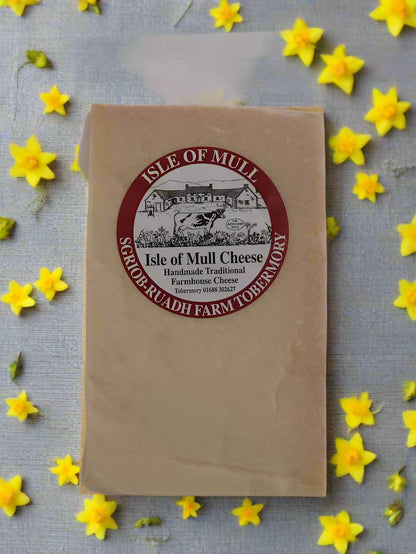 ISLE OF MULL
Isle of Mull Cheese
Handmade Traditional
Farmhouse Cheese
Tobermory 01688 302627
SGRIOB-RUADH FARM TOBERMORY